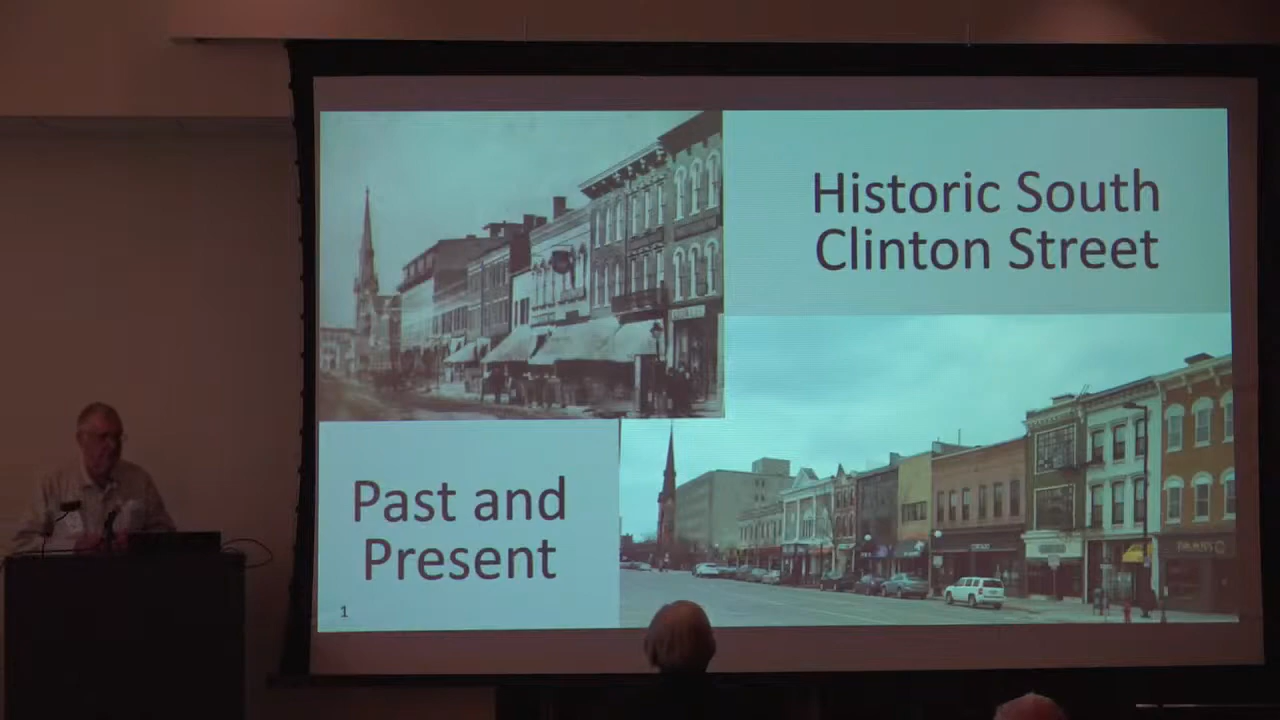 Historic South
Clinton Street
Past and
Present
1